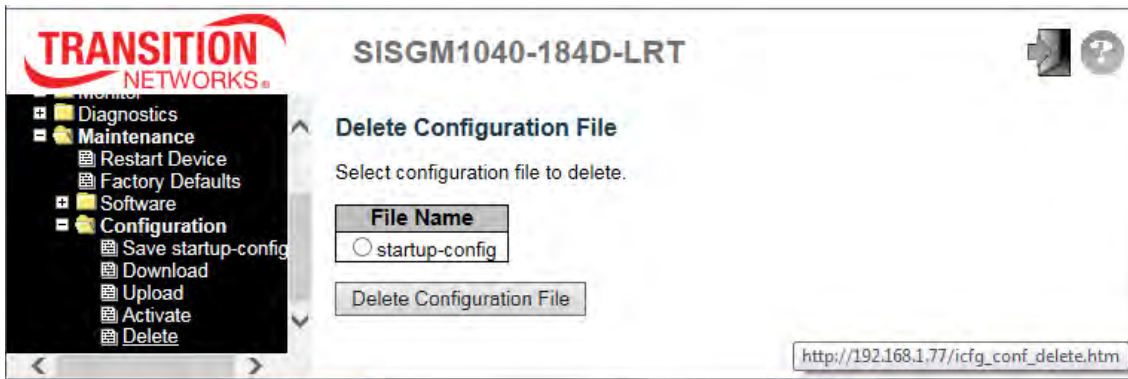 TRANSITION
NETWORKS®
SISGM1040-184D-LRT
Monitor
Diagnostics
Maintenance
Restart Device
Factory Defaults
Software
Configuration
Save startup-config
Download
Upload
Activate
Delete
Delete Configuration File
Select configuration file to delete.
File Name
startup-config
Delete Configuration File
http://192.168.1.77/icfg_conf_delete.htm